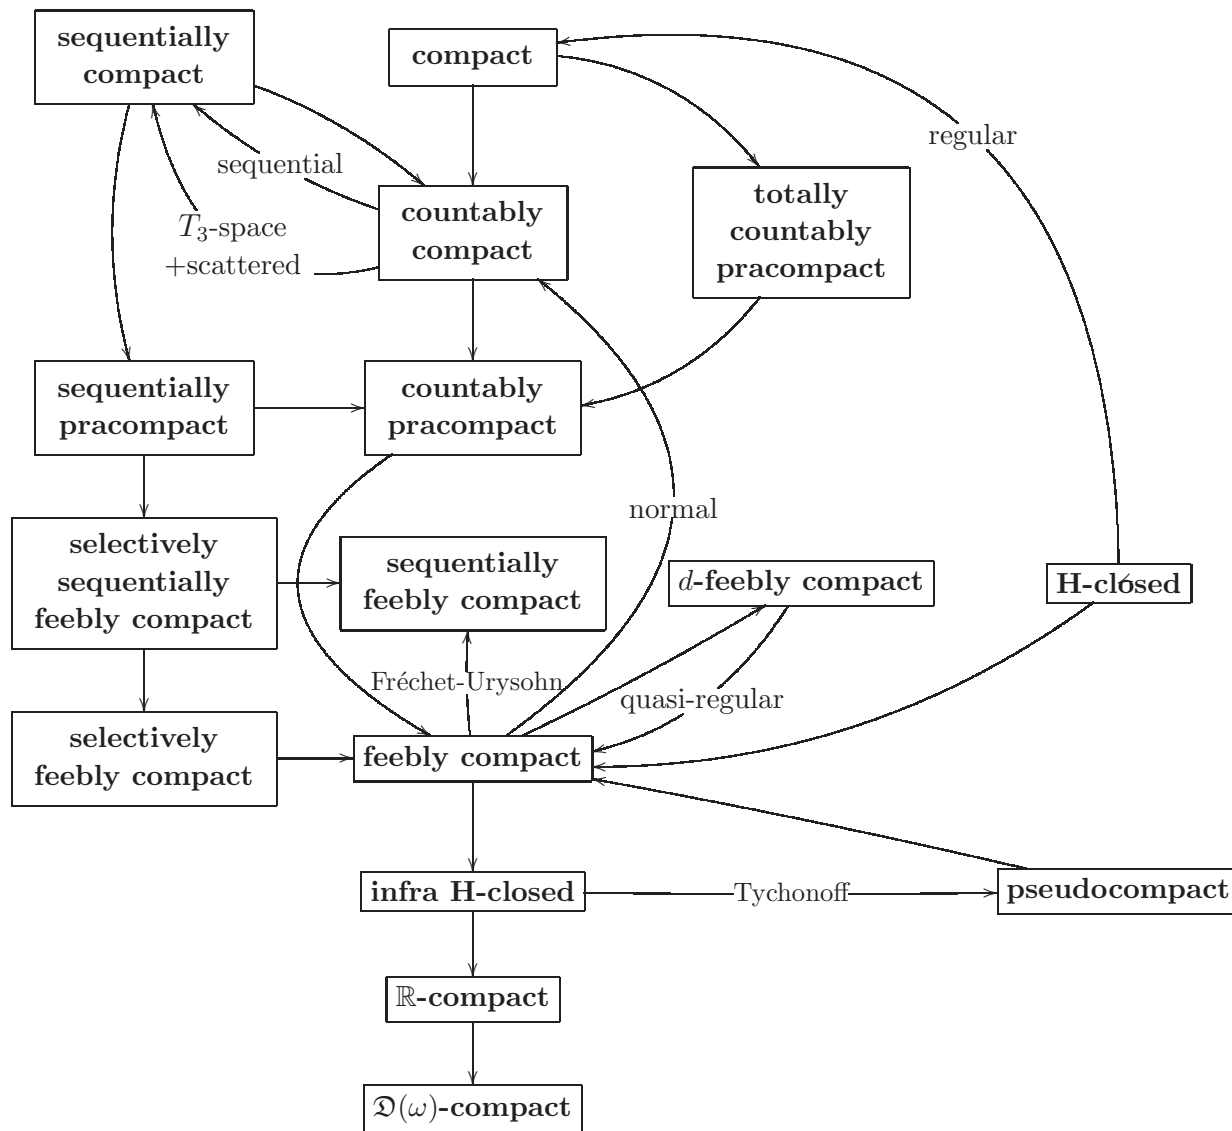 sequentially
compact
compact
regular
sequential
totally
countably
pracompact
countably
compact
T₃-space
+scattered
sequentially
pracompact
countably
pracompact
normal
selectively
sequentially
feebly compact
sequentially
feebly compact
d-feebly compact
H-closed
Fréchet-Urysohn
quasi-regular
selectively
feebly compact
feebly compact
infra H-closed
Tychonoff
pseudocompact
ℝ-compact
𝔇(ω)-compact